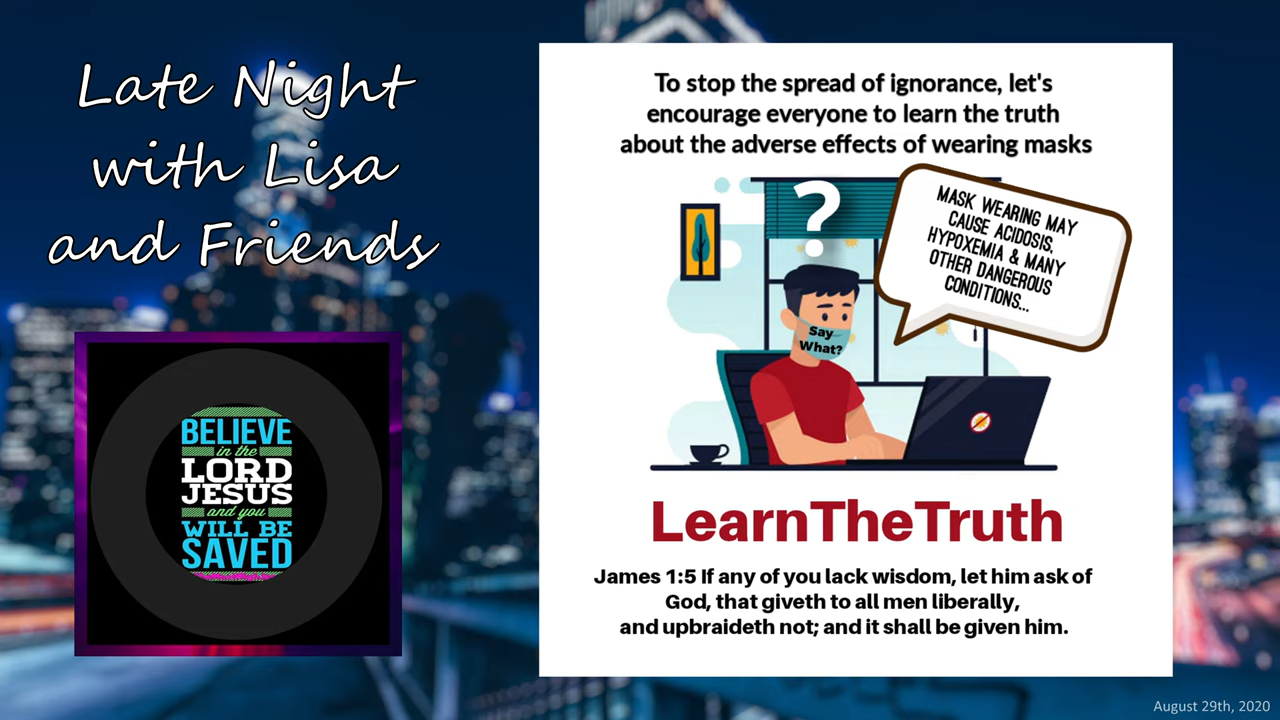 Late Night
with Lisa
and Friends
BELIEVE
in the
LORD
JESUS
and you
WILL BE
SAVED
To stop the spread of ignorance, let's
encourage everyone to learn the truth
about the adverse effects of wearing masks
?
MASK WEARING MAY
CAUSE ACIDOSIS,
HYPOXEMIA & MANY
OTHER DANGEROUS
CONDITIONS...
Say
What?
LearnTheTruth
James 1:5 If any of you lack wisdom, let him ask of
God, that giveth to all men liberally,
and upbraideth not; and it shall be given him.
August 29th, 2020